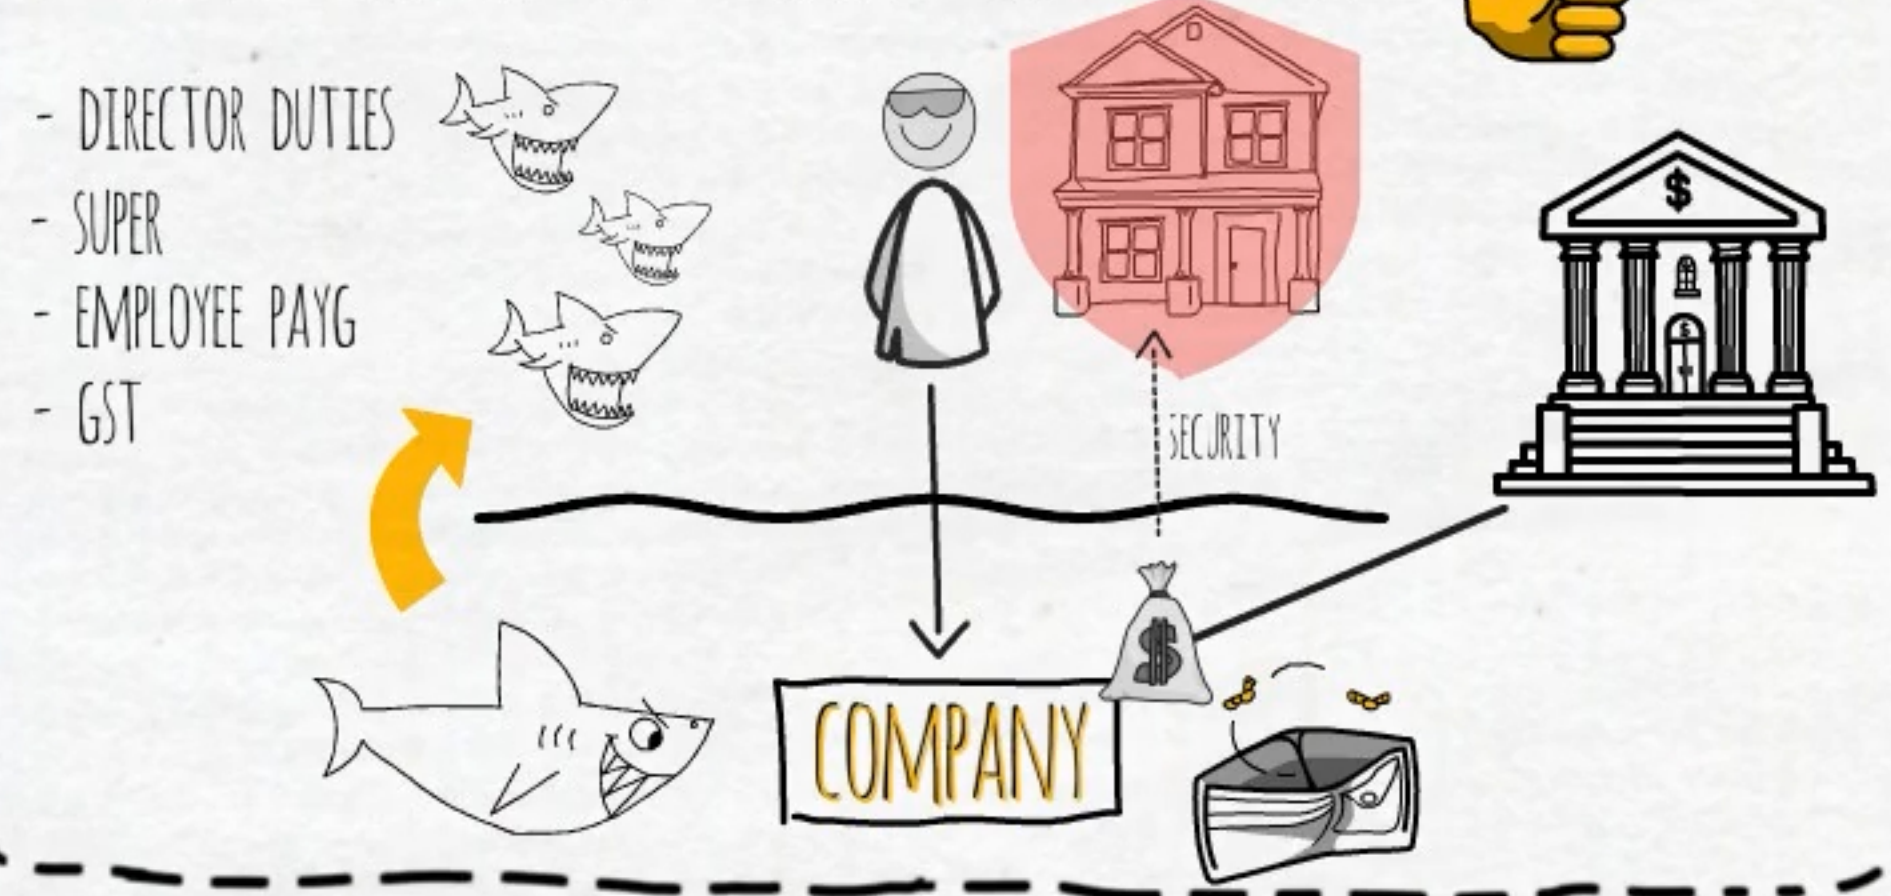 - DIRECTOR DUTIES
- SUPER
- EMPLOYEE PAYG
- GST
SECURITY
$
$
$
COMPANY